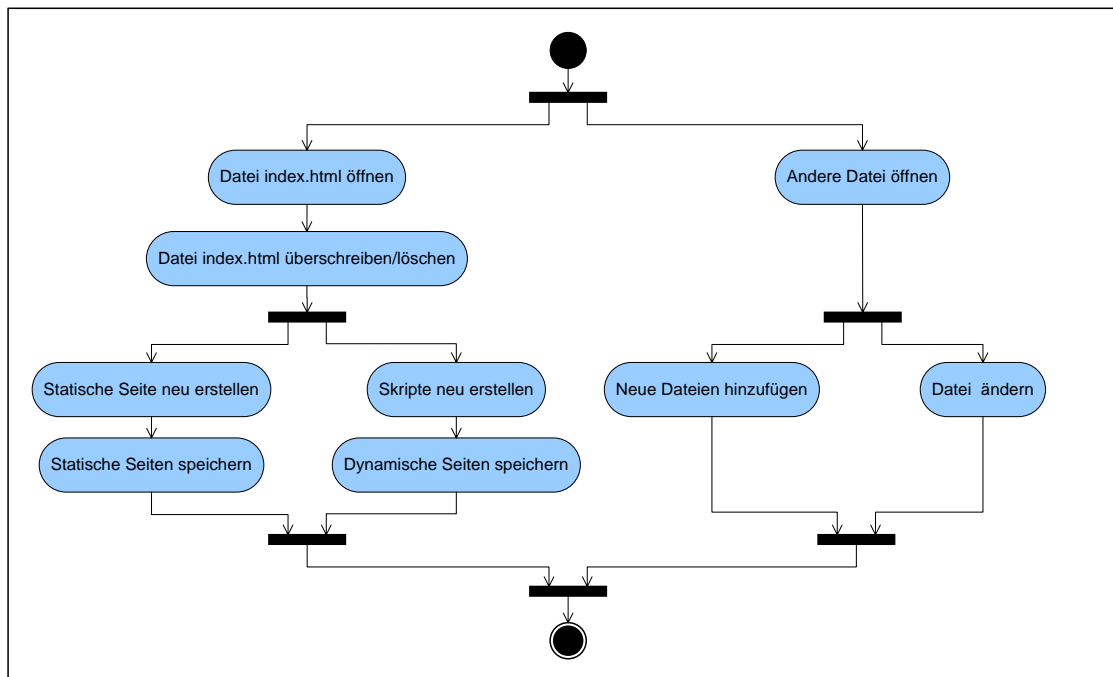 Datei index.html öffnen
Andere Datei öffnen
Datei index.html überschreiben/löschen
Statische Seite neu erstellen
Skripte neu erstellen
Neue Dateien hinzufügen
Datei  ändern
Statische Seiten speichern
Dynamische Seiten speichern